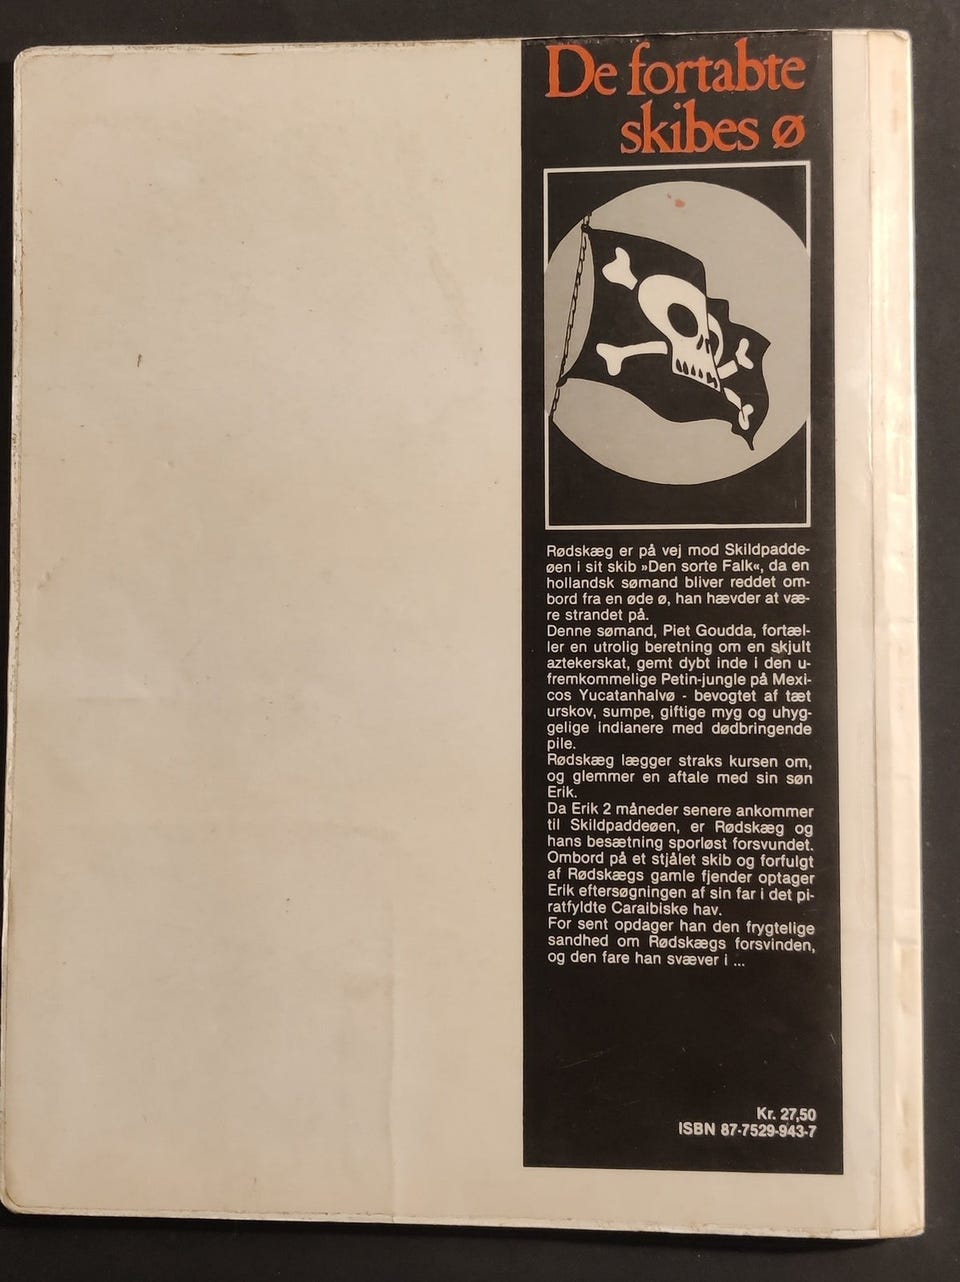 De fortabte
skibes ø
Rødskæg er på vej mod Skildpadde-
øen i sit skib »Den sorte Falk«, da en
hollandsk sømand bliver reddet om-
bord fra en øde ø, han hævder at væ-
re strandet på.
Denne sømand, Piet Goudda, fortæl-
ler en utrolig beretning om en skjult
aztekerskat, gemt dybt inde i den u-
fremkommelige Petin-jungle på Mexi-
cos Yucatanhalvø - bevogtet af tæt
urskov, sumpe, giftige myg og uhyg-
gelige indianere med dødbringende
pile.
Rødskæg lægger straks kursen om,
og glemmer en aftale med sin søn
Erik.
Da Erik 2 måneder senere ankommer
til Skildpaddeøen, er Rødskæg og
hans besætning sporløst forsvundet.
Ombord på et stjålet skib og forfulgt
af Rødskægs gamle fjender optager
Erik eftersøgningen af sin far i det pi-
ratfyldte Caraibiske hav.
For sent opdager han den frygtelige
sandhed om Rødskægs forsvinden,
og den fare han svæver i ...
Kr. 27,50
ISBN 87-7529-943-7